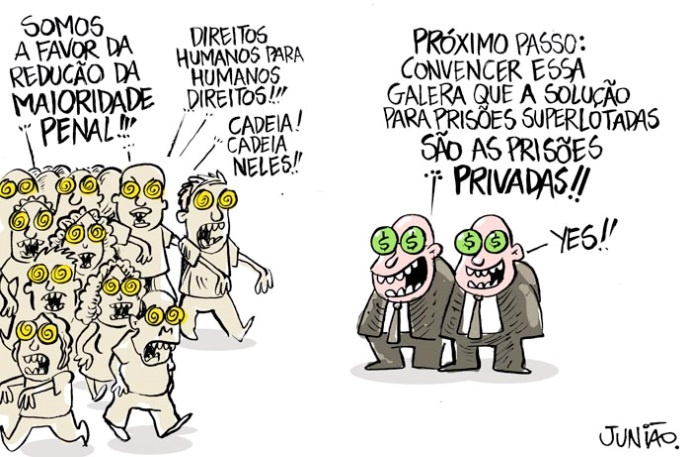 SOMOS
A FAVOR DA
REDUÇÃO DA
MAIORIDADE
PENAL!!!
DIREITOS
HUMANOS PARA
HUMANOS
DIREITOS!!!
CADEIA!
CADEIA
NELES!!
PRÓXIMO PASSO:
CONVENCER ESSA
GALERA QUE A SOLUÇÃO
PARA PRISÕES SUPERLOTADAS
SÃO AS PRISÕES
PRIVADAS!!
$ $ $ $
YES!!
JUNIÃO.